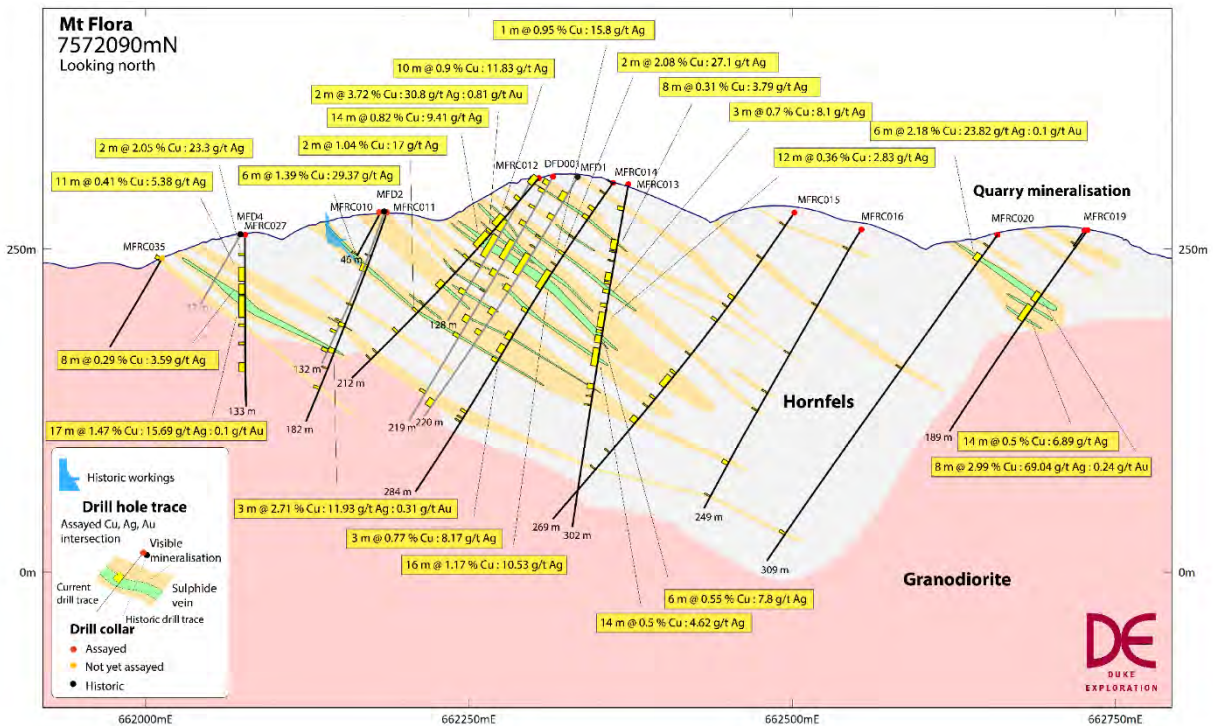 Mt Flora
7572090mN
Looking north
1 m @ 0.95 % Cu : 15.8 g/t Ag
10 m @ 0.9 % Cu : 11.83 g/t Ag
2 m @ 2.08 % Cu : 27.1 g/t Ag
2 m @ 3.72 % Cu : 30.8 g/t Ag : 0.81 g/t Au
8 m @ 0.31 % Cu : 3.79 g/t Ag
14 m @ 0.82 % Cu : 9.41 g/t Ag
3 m @ 0.7 % Cu : 8.1 g/t Ag
2 m @ 1.04 % Cu : 17 g/t Ag
6 m @ 2.18 % Cu : 23.82 g/t Ag : 0.1 g/t Au
2 m @ 2.05 % Cu : 23.3 g/t Ag
12 m @ 0.36 % Cu : 2.83 g/t Ag
6 m @ 1.39 % Cu : 29.37 g/t Ag
11 m @ 0.41 % Cu : 5.38 g/t Ag
MFRC012
DFD001
MFD1
MFRC014
MFRC013
Quarry mineralisation
MFD2
MFRC010
MFRC011
MFD4
MFRC027
MFRC015
MFRC016
MFRC020
MFRC019
MFRC035
250m
250m
46 m
128 m
8 m @ 0.29 % Cu : 3.59 g/t Ag
132 m
212 m
133 m
182 m
219 m
220 m
Hornfels
17 m @ 1.47 % Cu : 15.69 g/t Ag : 0.1 g/t Au
189 m
14 m @ 0.5 % Cu : 6.89 g/t Ag
8 m @ 2.99 % Cu : 69.04 g/t Ag : 0.24 g/t Au
284 m
3 m @ 2.71 % Cu : 11.93 g/t Ag : 0.31 g/t Au
269 m
302 m
249 m
3 m @ 0.77 % Cu : 8.17 g/t Ag
16 m @ 1.17 % Cu : 10.53 g/t Ag
309 m
0m
0m
Granodiorite
6 m @ 0.55 % Cu : 7.8 g/t Ag
14 m @ 0.5 % Cu : 4.62 g/t Ag
Historic workings
Drill hole trace
Assayed Cu, Ag, Au
intersection
Visible
mineralisation
Current
drill trace
Sulphide
vein
Historic drill trace
Drill collar
Assayed
Not yet assayed
Historic
DE
DUKE
EXPLORATION
662000mE
662250mE
662500mE
662750mE